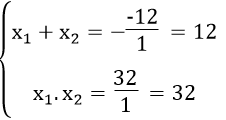 x₁ + x₂ = −-12/1 = 12
x₁.x₂ = 32/1 = 32